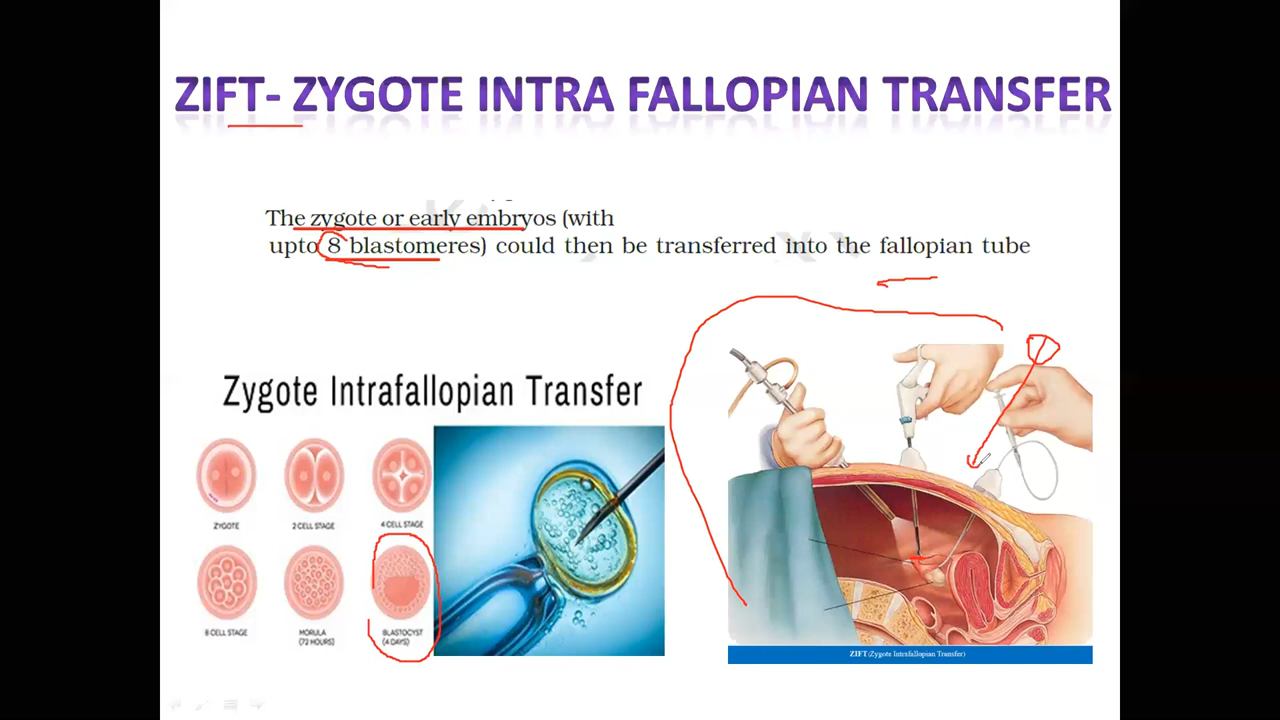 ZIFT- ZYGOTE INTRA FALLOPIAN TRANSFER
The zygote or early embryos (with
upto 8 blastomeres) could then be transferred into the fallopian tube
Zygote Intrafallopian Transfer
ZYGOTE
2 CELL STAGE
4 CELL STAGE
8 CELL STAGE
MORULA
(72 HOURS)
BLASTOCYST
(4 DAYS)
ZIFT (Zygote Intrafallopian Transfer)